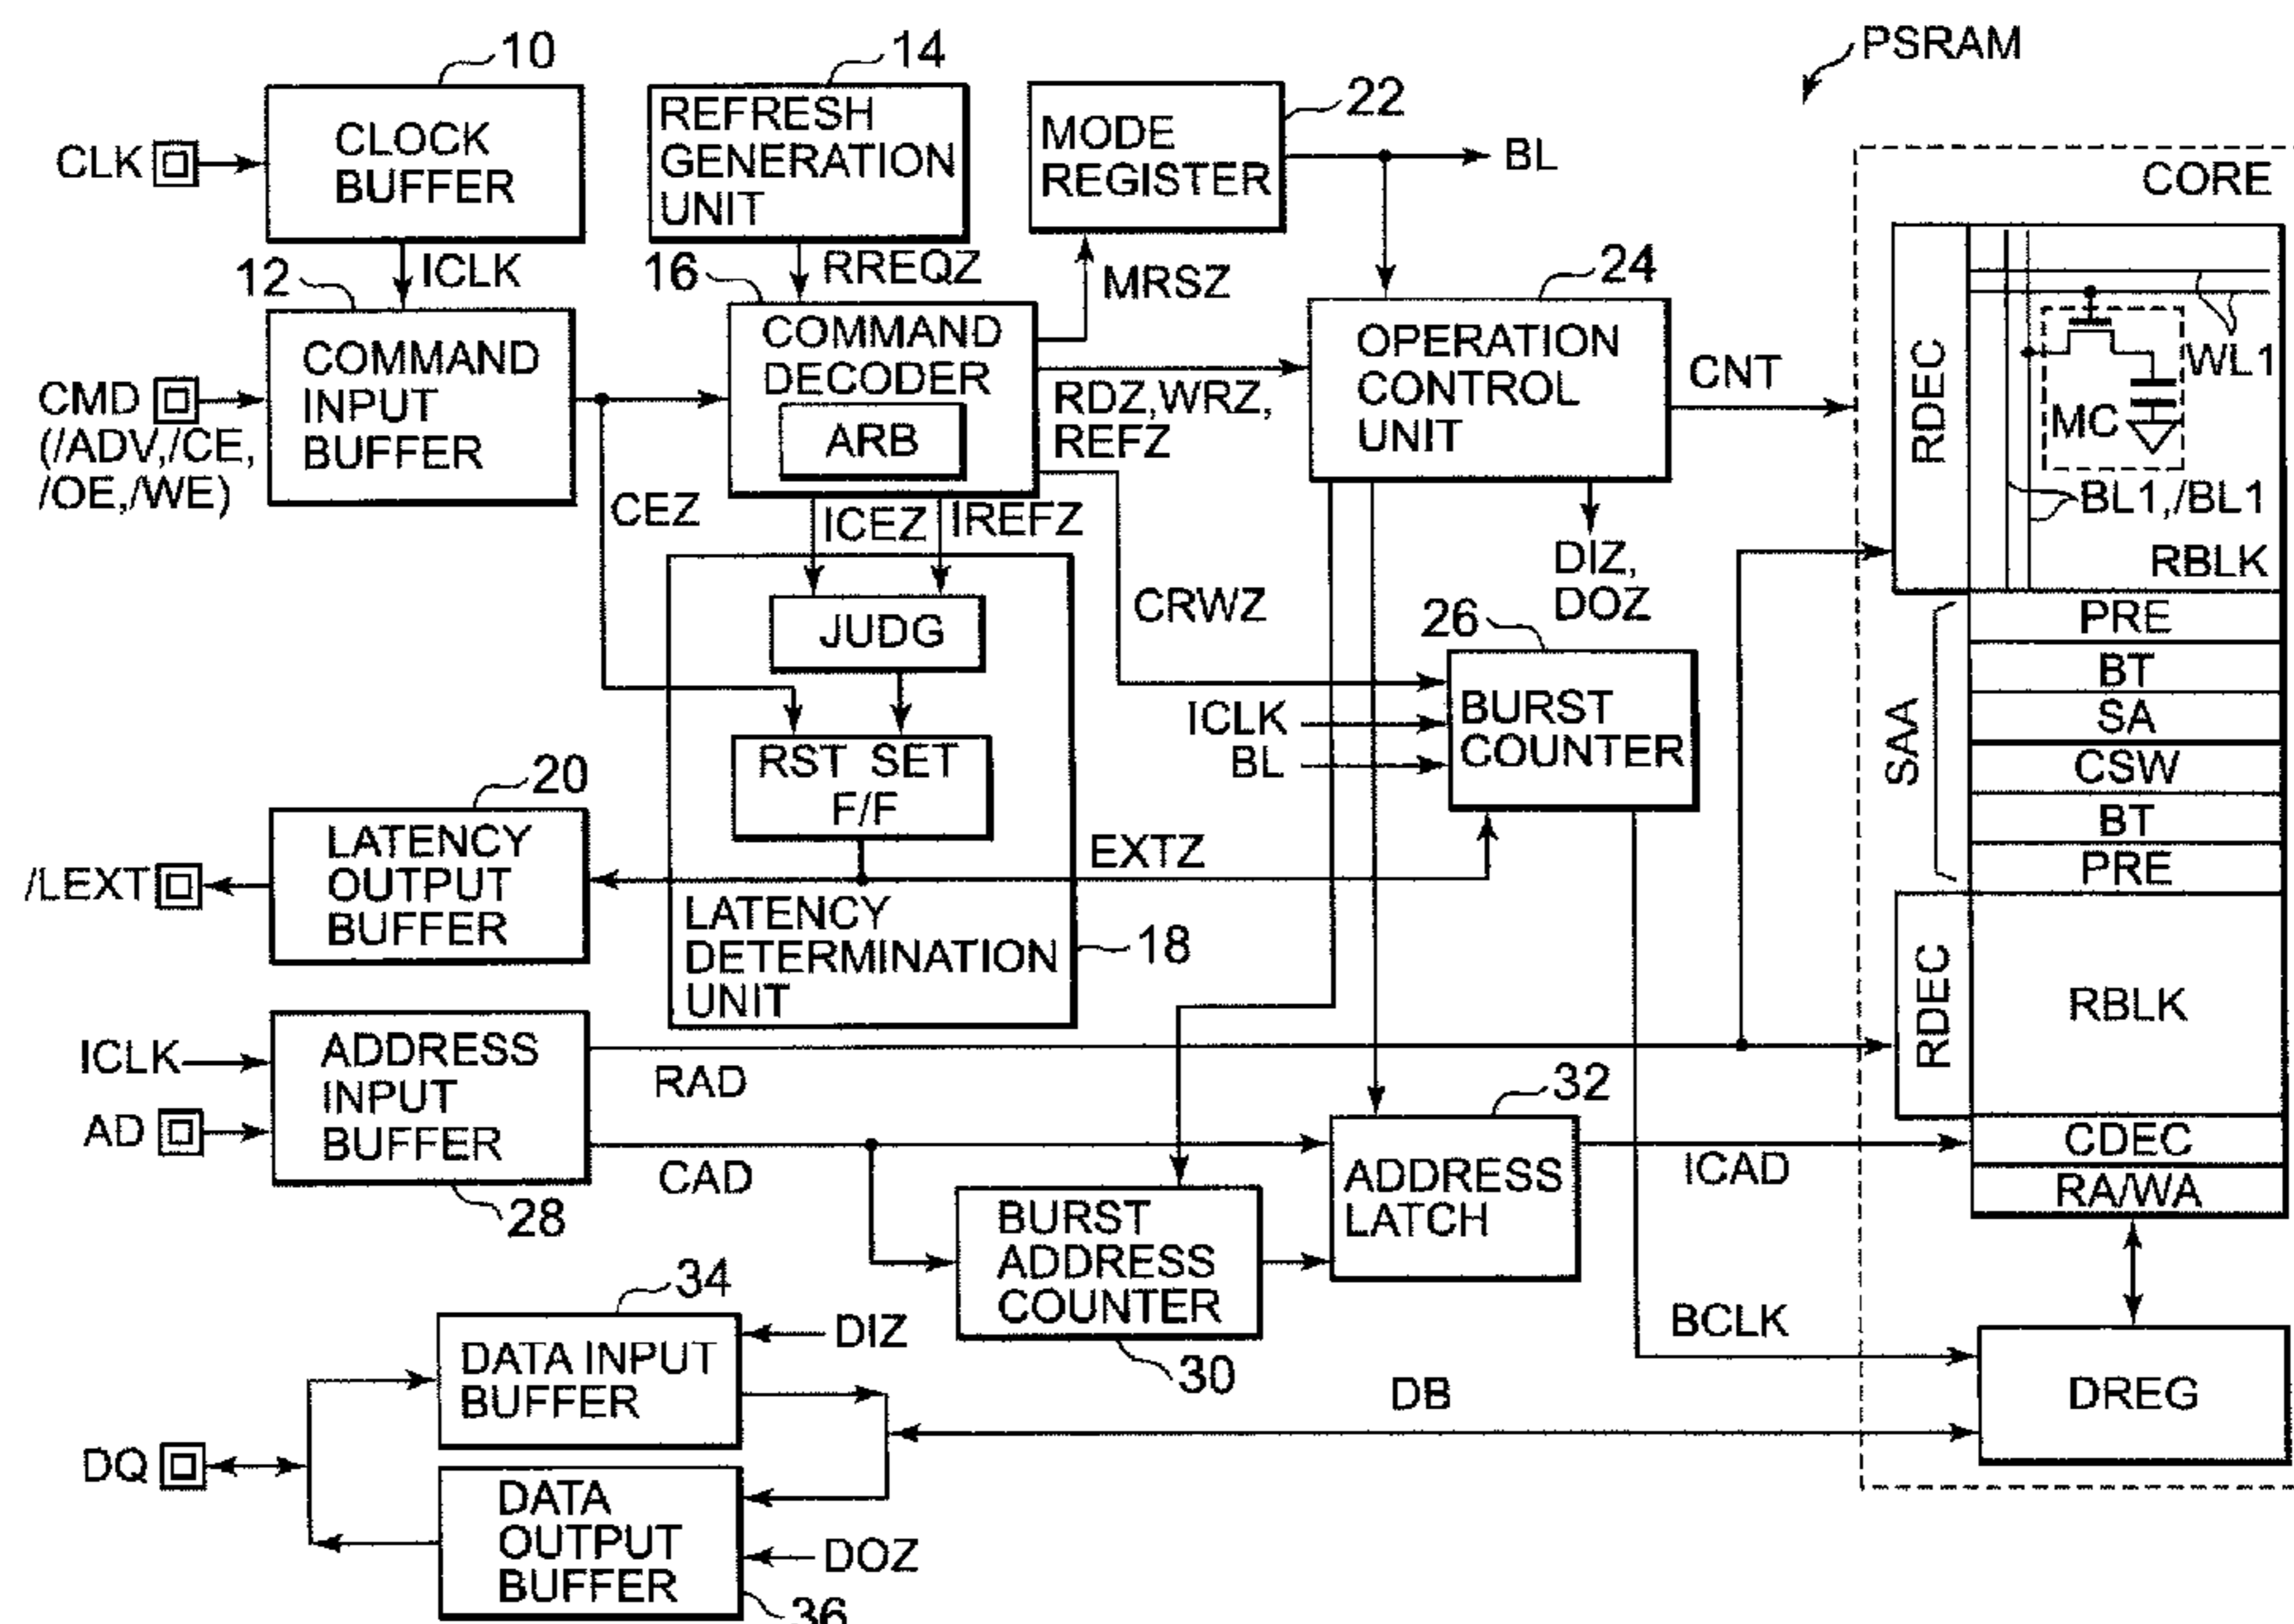 PSRAM
10
CLOCK
BUFFER
CLK
ICLK
14
REFRESH
GENERATION
UNIT
RREQZ
22
MODE
REGISTER
BL
MRSZ
12
COMMAND
INPUT
BUFFER
CMD
(/ADV,/CE,
/OE,/WE)
CEZ
16
COMMAND
DECODER
ARB
RDZ,WRZ,
REFZ
ICEZ
IREFZ
CRWZ
24
OPERATION
CONTROL
UNIT
CNT
DIZ,
DOZ
JUDG
RST SET
F/F
LATENCY
DETERMINATION
UNIT
18
EXTZ
26
BURST
COUNTER
ICLK
BL
20
LATENCY
OUTPUT
BUFFER
/LEXT
ICLK
AD
ADDRESS
INPUT
BUFFER
28
RAD
CAD
BURST
ADDRESS
COUNTER
30
32
ADDRESS
LATCH
ICAD
BCLK
34
DATA INPUT
BUFFER
DIZ
DQ
DATA
OUTPUT
BUFFER
DOZ
36
DB
CORE
RDEC
WL1
MC
BL1,/BL1
RBLK
SAA
PRE
BT
SA
CSW
BT
PRE
RDEC
RBLK
CDEC
RA/WA
DREG